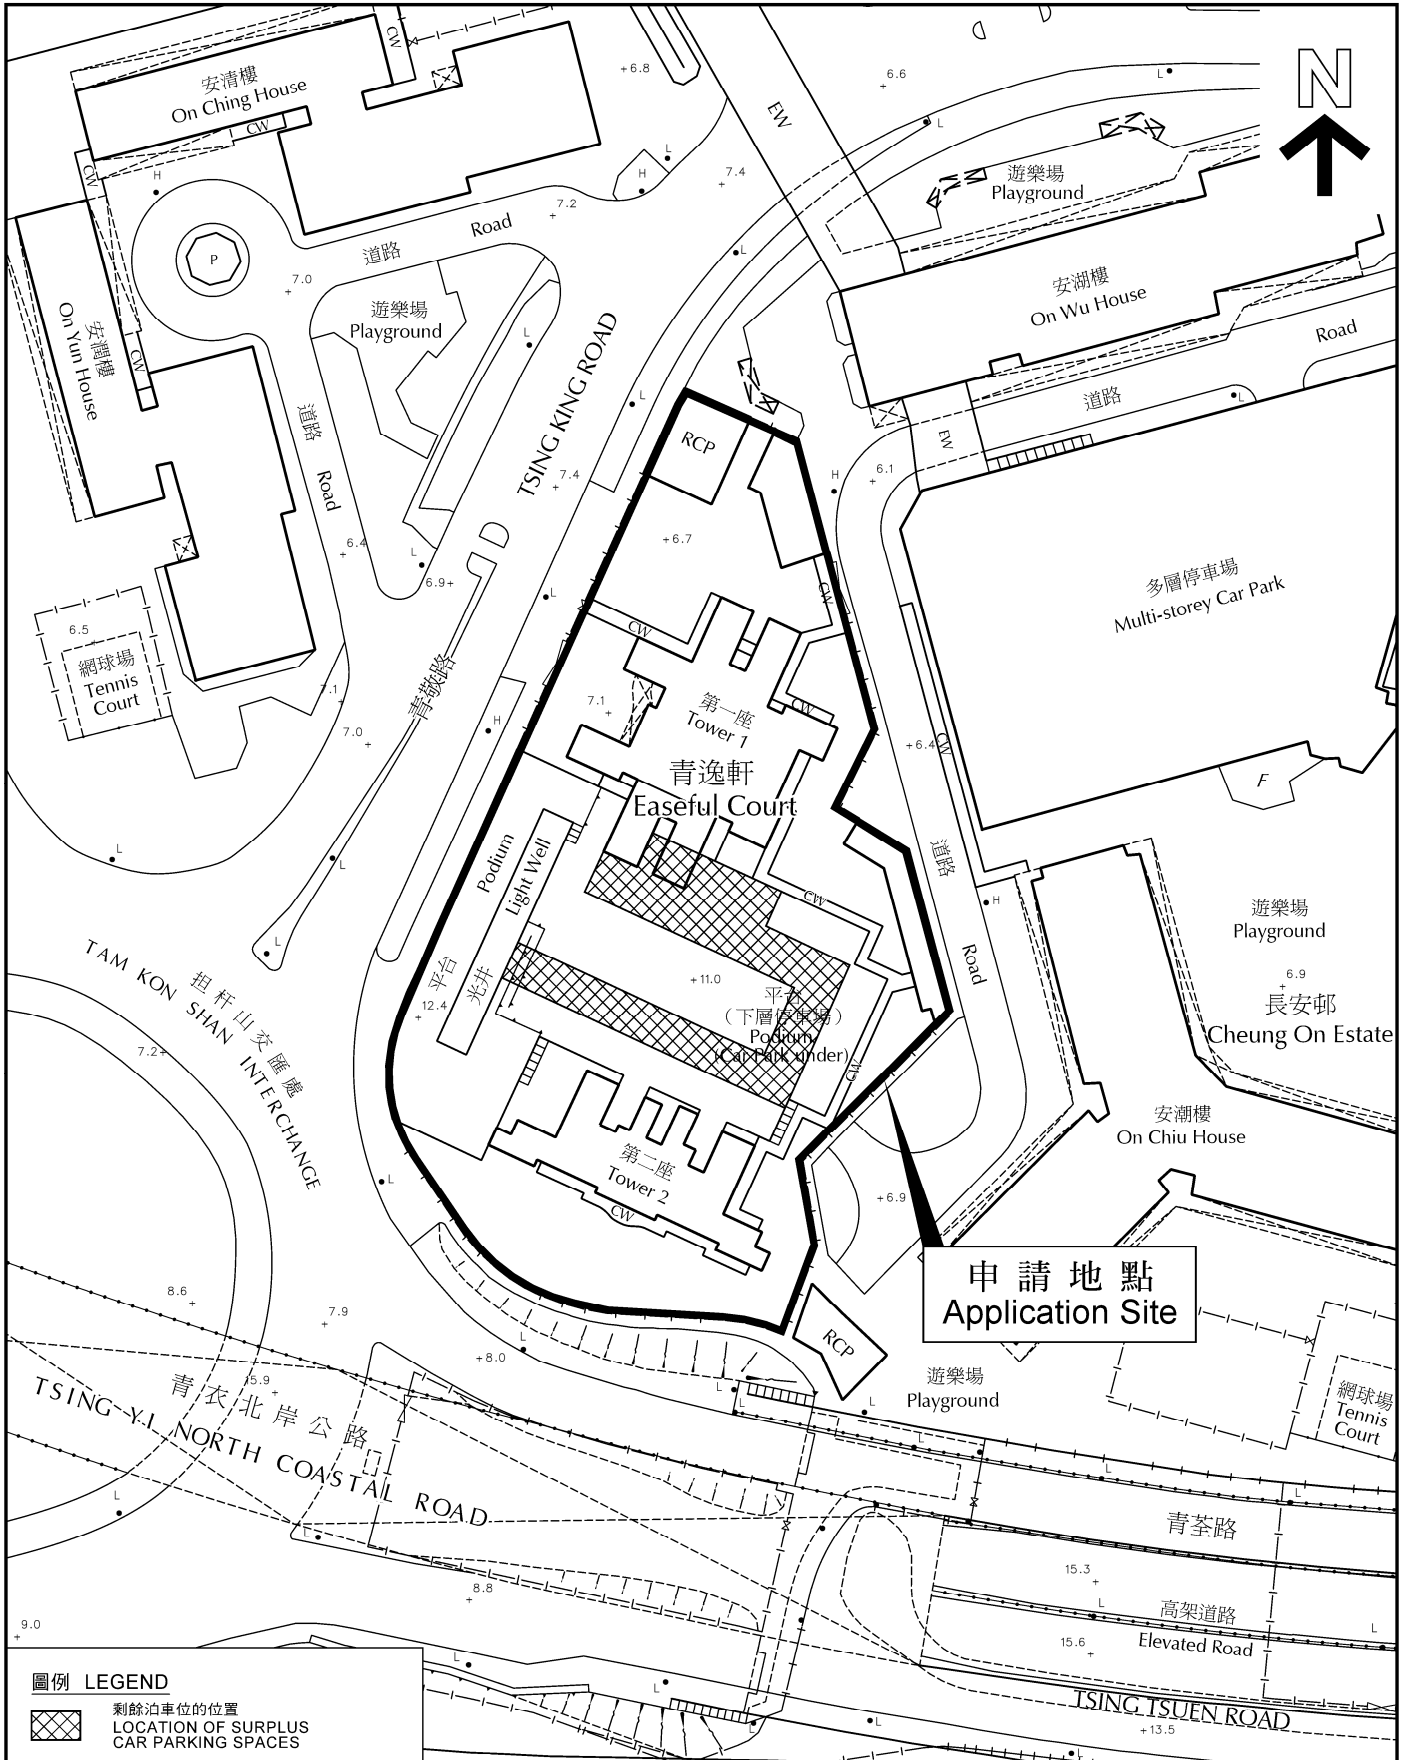 CW
安清樓
On Ching House
CW
CW
H
+6.8
6.6
+
L
EW
L
N
L
H
7.4
+
7.2
+
遊樂場
Playground
P
道路
Road
7.0
+
L
安潤樓
On Yun House
CW
遊樂場
Playground
L
安湖樓
On Wu House
Road
道路
L
L
TSING KING ROAD
RCP
EW
道路
Road
+7.4
H
6.1
+
6.4
+
L
6.9+
+6.7
多層停車場
Multi-storey Car Park
L
CW
CW
6.5
+
網球場
Tennis
Court
7.1
+
7.0
+
青敬路
H
7.1
+
第一座
Tower 1
CW
+6.4
CW
青逸軒
Easeful Court
F
L
L
Podium
Light Well
道路
Road
CW
H
遊樂場
Playground
L
TAM KON SHAN INTERCHANGE
担杆山交匯處
7.2+
平台
光井
12.4
+
+11.0
平台
（下層停車場）
Podium
(Car Park under)
CW
6.9
+
長安邨
Cheung On Estate
安潮樓
On Chiu House
第二座
Tower 2
CW
L
+6.9
申請地點
Application Site
8.6
+
7.9
+
L
+8.0
RCP
遊樂場
Playground
L
L
網球場
Tennis
Court
15.9
+
青衣北岸公路
TSING YI NORTH COASTAL ROAD
L
L
L
L
L
L
青荃路
15.3
+
L
高架道路
Elevated Road
15.6
+
L
8.8
+
9.0
+
L
L
L
L
L
TSING TSUEN ROAD
+13.5
圖例 LEGEND
剩餘泊車位的位置
LOCATION OF SURPLUS
CAR PARKING SPACES